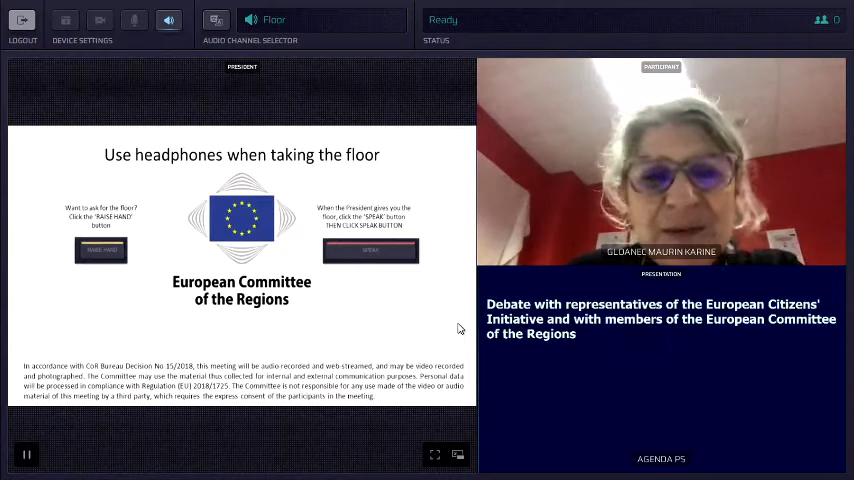 LOGOUT
DEVICE SETTINGS
Floor
AUDIO CHANNEL SELECTOR
Ready
0
STATUS
PRESIDENT
Use headphones when taking the floor
Want to ask for the floor?
Click the 'RAISE HAND'
button
RAISE HAND
When the President gives you the
floor, click the 'SPEAK' button
THEN CLICK SPEAK BUTTON
SPEAK
European Committee
of the Regions
In accordance with CoR Bureau Decision No 15/2018, this meeting will be audio recorded and web-streamed, and may be video recorded
and photographed. The Committee may use the material thus collected for internal and external communication purposes. Personal data
will be processed in compliance with Regulation (EU) 2018/1725. The Committee is not responsible for any use made of the video or audio
material of this meeting by a third party, which requires the express consent of the participants in the meeting.
PARTICIPANT
GLOANEC MAURIN KARINE
PRESENTATION
Debate with representatives of the European Citizens'
Initiative and with members of the European Committee
of the Regions
AGENDA PS